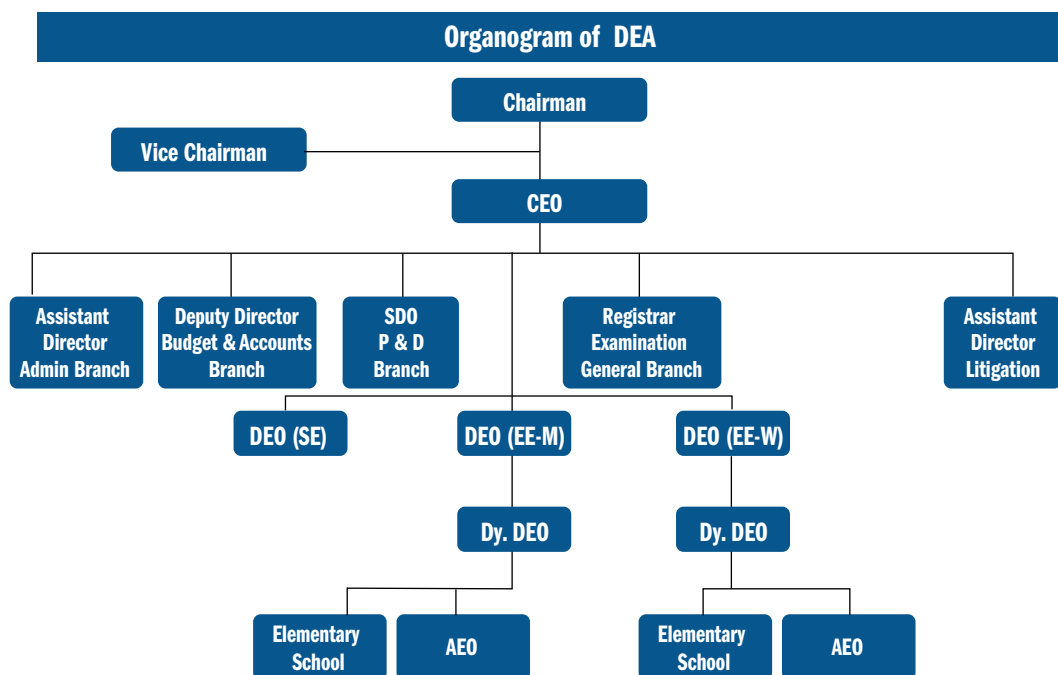 Organogram of DEA
Chairman
Vice Chairman
CEO
Assistant
Director
Admin Branch
Deputy Director
Budget & Accounts
Branch
SDO
P & D
Branch
Registrar
Examination
General Branch
Assistant
Director
Litigation
DEO (SE)
DEO (EE-M)
DEO (EE-W)
Dy. DEO
Dy. DEO
Elementary
School
AEO
Elementary
School
AEO